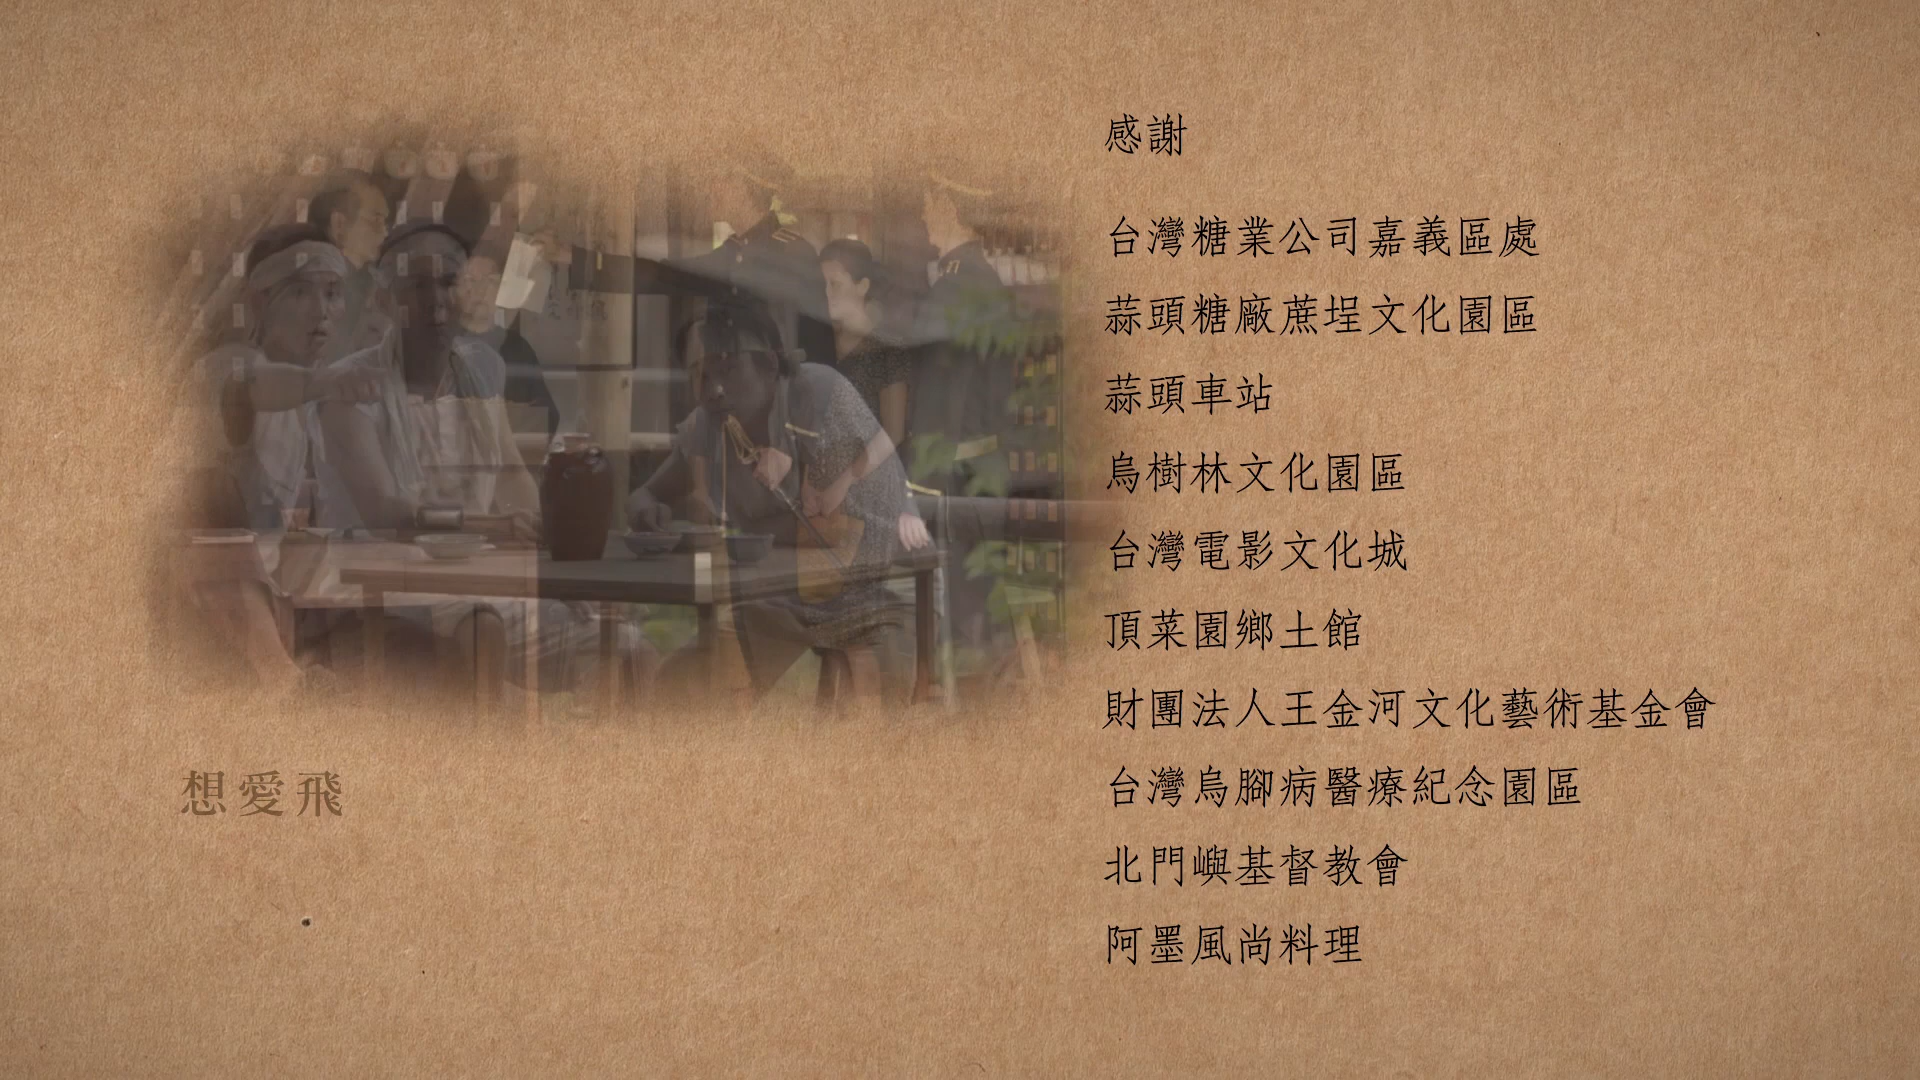 感謝
台灣糖業公司嘉義區處
蒜頭糖廠蔗埕文化園區
蒜頭車站
烏樹林文化園區
台灣電影文化城
頂菜園鄉土館
財團法人王金河文化藝術基金會
台灣烏腳病醫療紀念園區
北門嶼基督教會
阿墨風尚料理
想愛飛